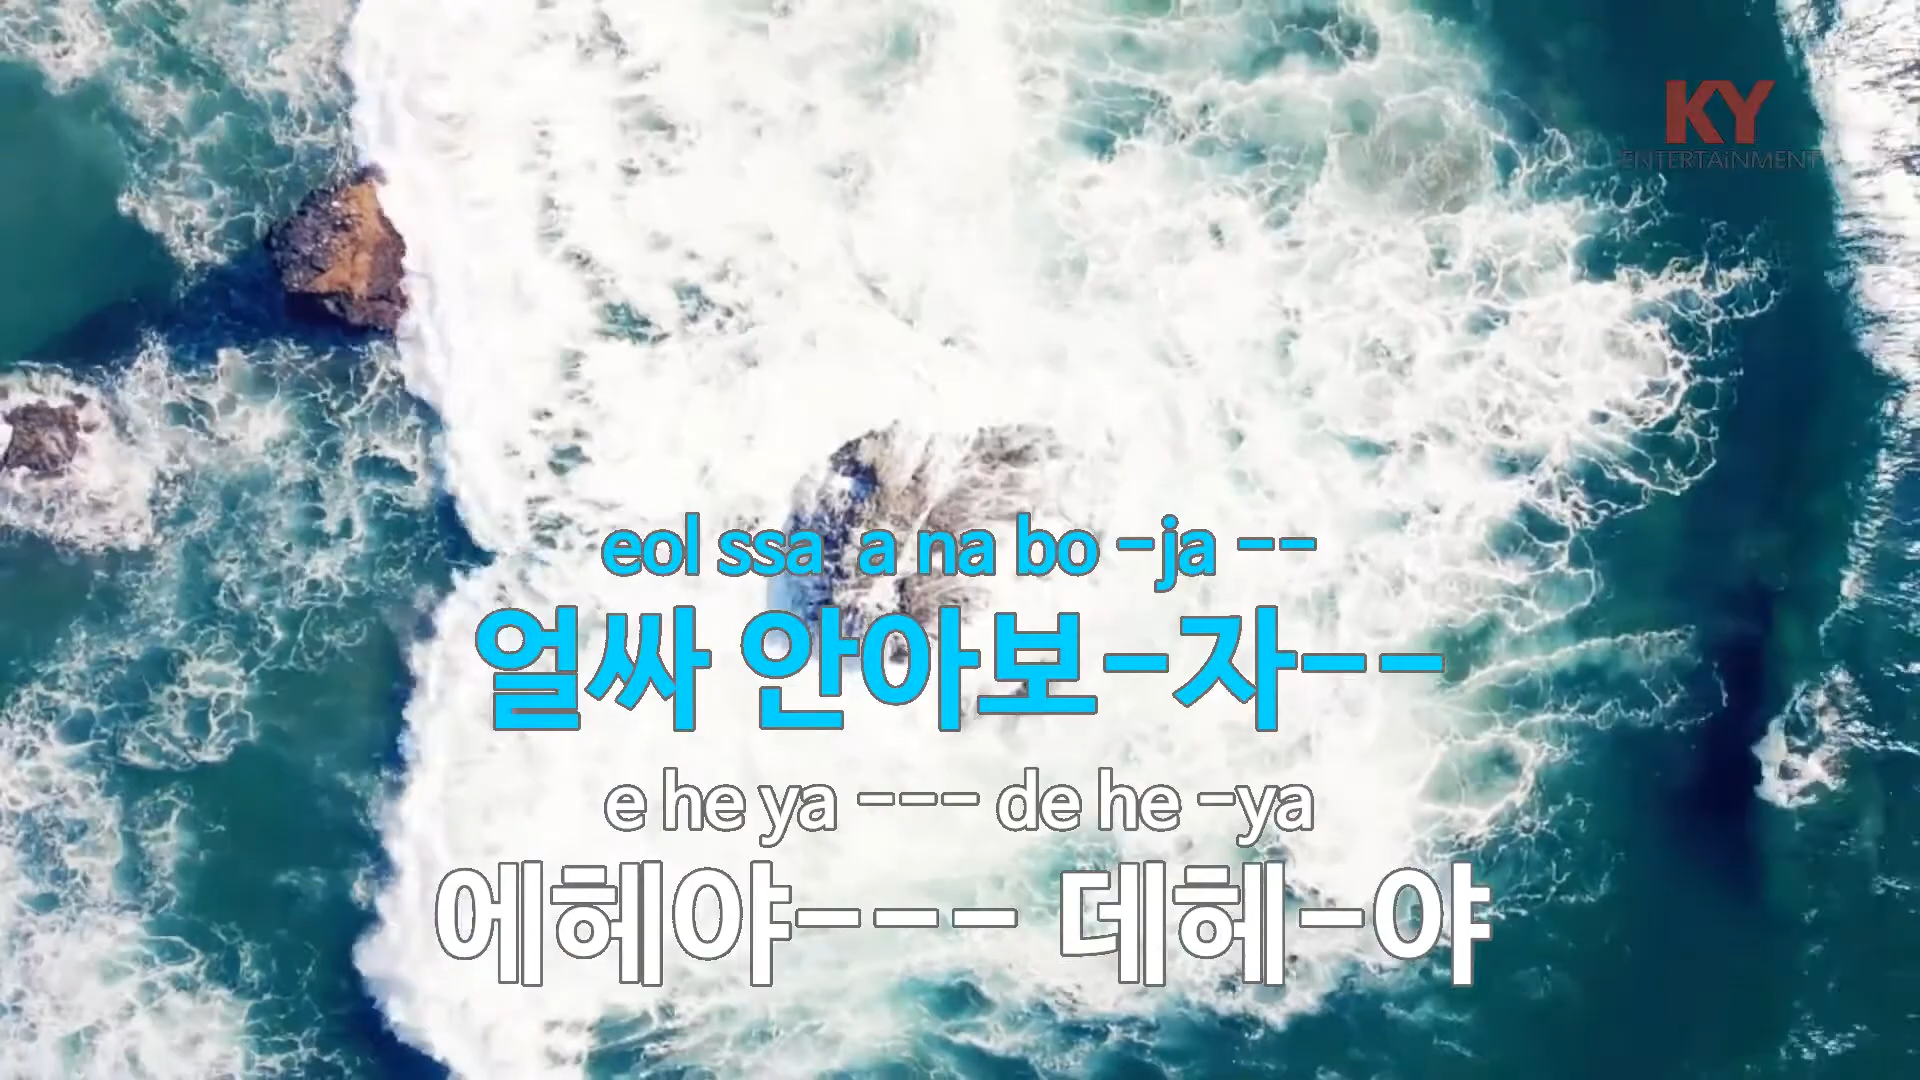 KY
ENTERTAiNMENT
eol ssa a na bo -ja --
얼싸 안아보-자--
e he ya --- de he -ya
에헤야--- 데헤-야